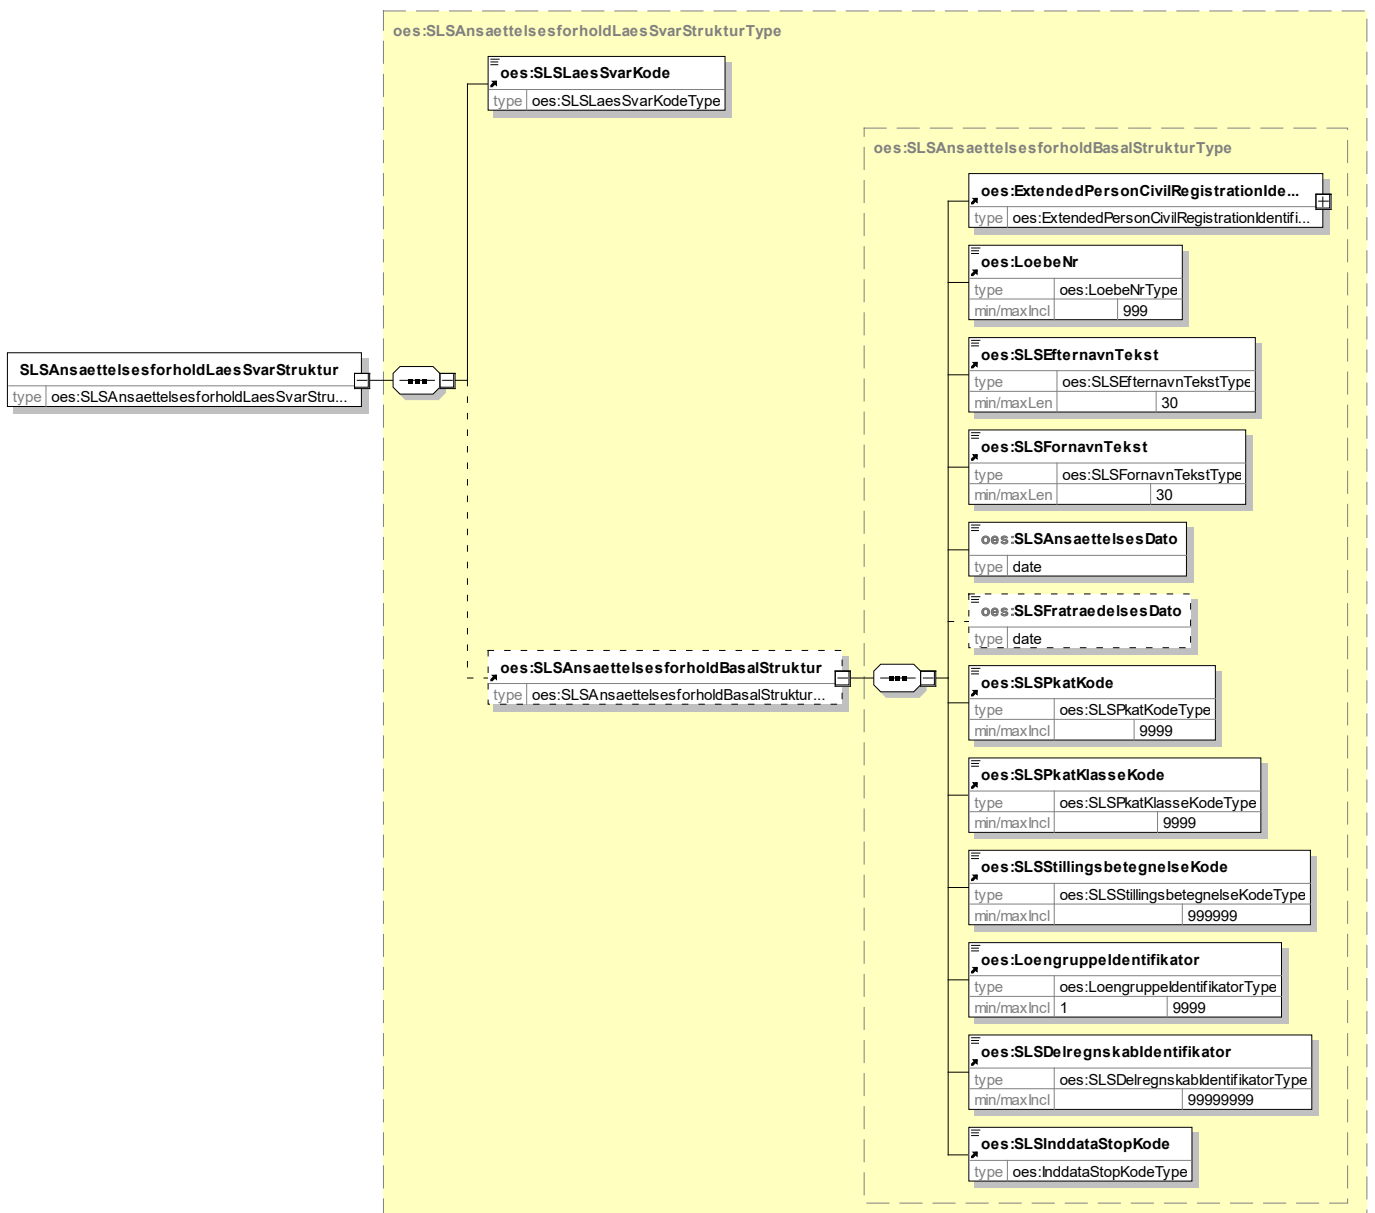 oes:SLSAnsaettelsesforholdLaesSvarStrukturType
oes:SLSLaesSvarKode
type oes:SLSLaesSvarKodeType
oes:SLSAnsaettelsesforholdBasalStrukturType
oes:ExtendedPersonCivilRegistrationIde...
type oes:ExtendedPersonCivilRegistrationIdentifi...
oes:LoebeNr
type oes:LoebeNrType
min/maxIncl 999
SLSAnsaettelsesforholdLaesSvarStruktur
type oes:SLSAnsaettelsesforholdLaesSvarStru...
oes:SLSEfternavnTekst
type oes:SLSEfternavnTekstType
min/maxLen 30
oes:SLSFornavnTekst
type oes:SLSFornavnTekstType
min/maxLen 30
oes:SLSAnsaettelsesDato
type date
oes:SLSFratraedelsesDato
type date
oes:SLSAnsaettelsesforholdBasalStruktur
type oes:SLSAnsaettelsesforholdBasalStruktur...
oes:SLSPkatKode
type oes:SLSPkatKodeType
min/maxIncl 9999
oes:SLSPkatKlasseKode
type oes:SLSPkatKlasseKodeType
min/maxIncl 9999
oes:SLSStillingsbetegnelseKode
type oes:SLSStillingsbetegnelseKodeType
min/maxIncl 999999
oes:LoengruppeIdentifikator
type oes:LoengruppeIdentifikatorType
min/maxIncl 1 9999
oes:SLSDelregnskabIdentifikator
type oes:SLSDelregnskabIdentifikatorType
min/maxIncl 99999999
oes:SLSInddataStopKode
type oes:InddataStopKodeType